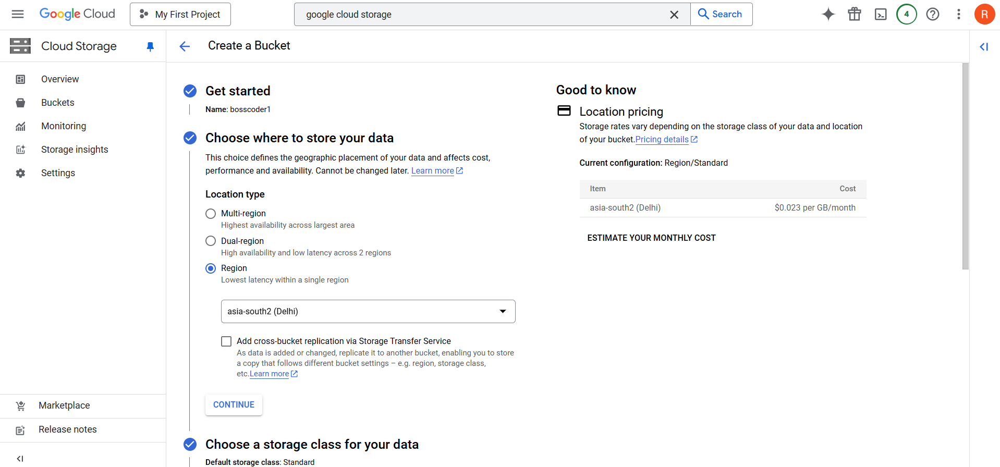 Google Cloud
My First Project
google cloud storage
Search
4
R
Cloud Storage
Create a Bucket
Overview
Buckets
Monitoring
Storage insights
Settings
Marketplace
Release notes
Get started
Name: bosscoder1
Choose where to store your data
This choice defines the geographic placement of your data and affects cost,
performance and availability. Cannot be changed later. Learn more
Location type
Multi-region
Highest availability across largest area
Dual-region
High availability and low latency across 2 regions
Region
Lowest latency within a single region
asia-south2 (Delhi)
Add cross-bucket replication via Storage Transfer Service
As data is added or changed, replicate it to another bucket, enabling you to store
a copy that follows different bucket settings – e.g. region, storage class,
etc.Learn more
CONTINUE
Choose a storage class for your data
Default storage class: Standard
Good to know
Location pricing
Storage rates vary depending on the storage class of your data and location
of your bucket.Pricing details
Current configuration: Region/Standard
Item Cost
asia-south2 (Delhi) $0.023 per GB/month
ESTIMATE YOUR MONTHLY COST